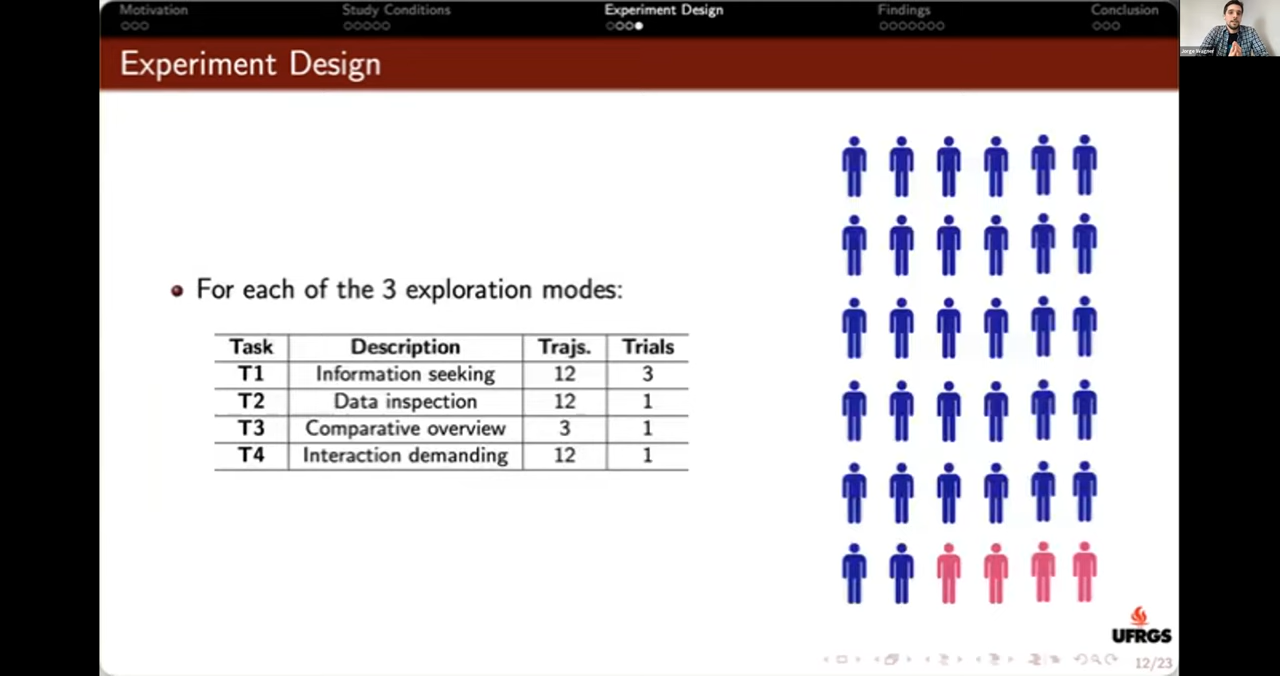 Motivation Study Conditions Experiment Design Findings Conclusion
Jorge Wagner
Experiment Design
For each of the 3 exploration modes:
Task Description Trajs. Trials
T1 Information seeking 12 3
T2 Data inspection 12 1
T3 Comparative overview 3 1
T4 Interaction demanding 12 1
UFRGS
12/23